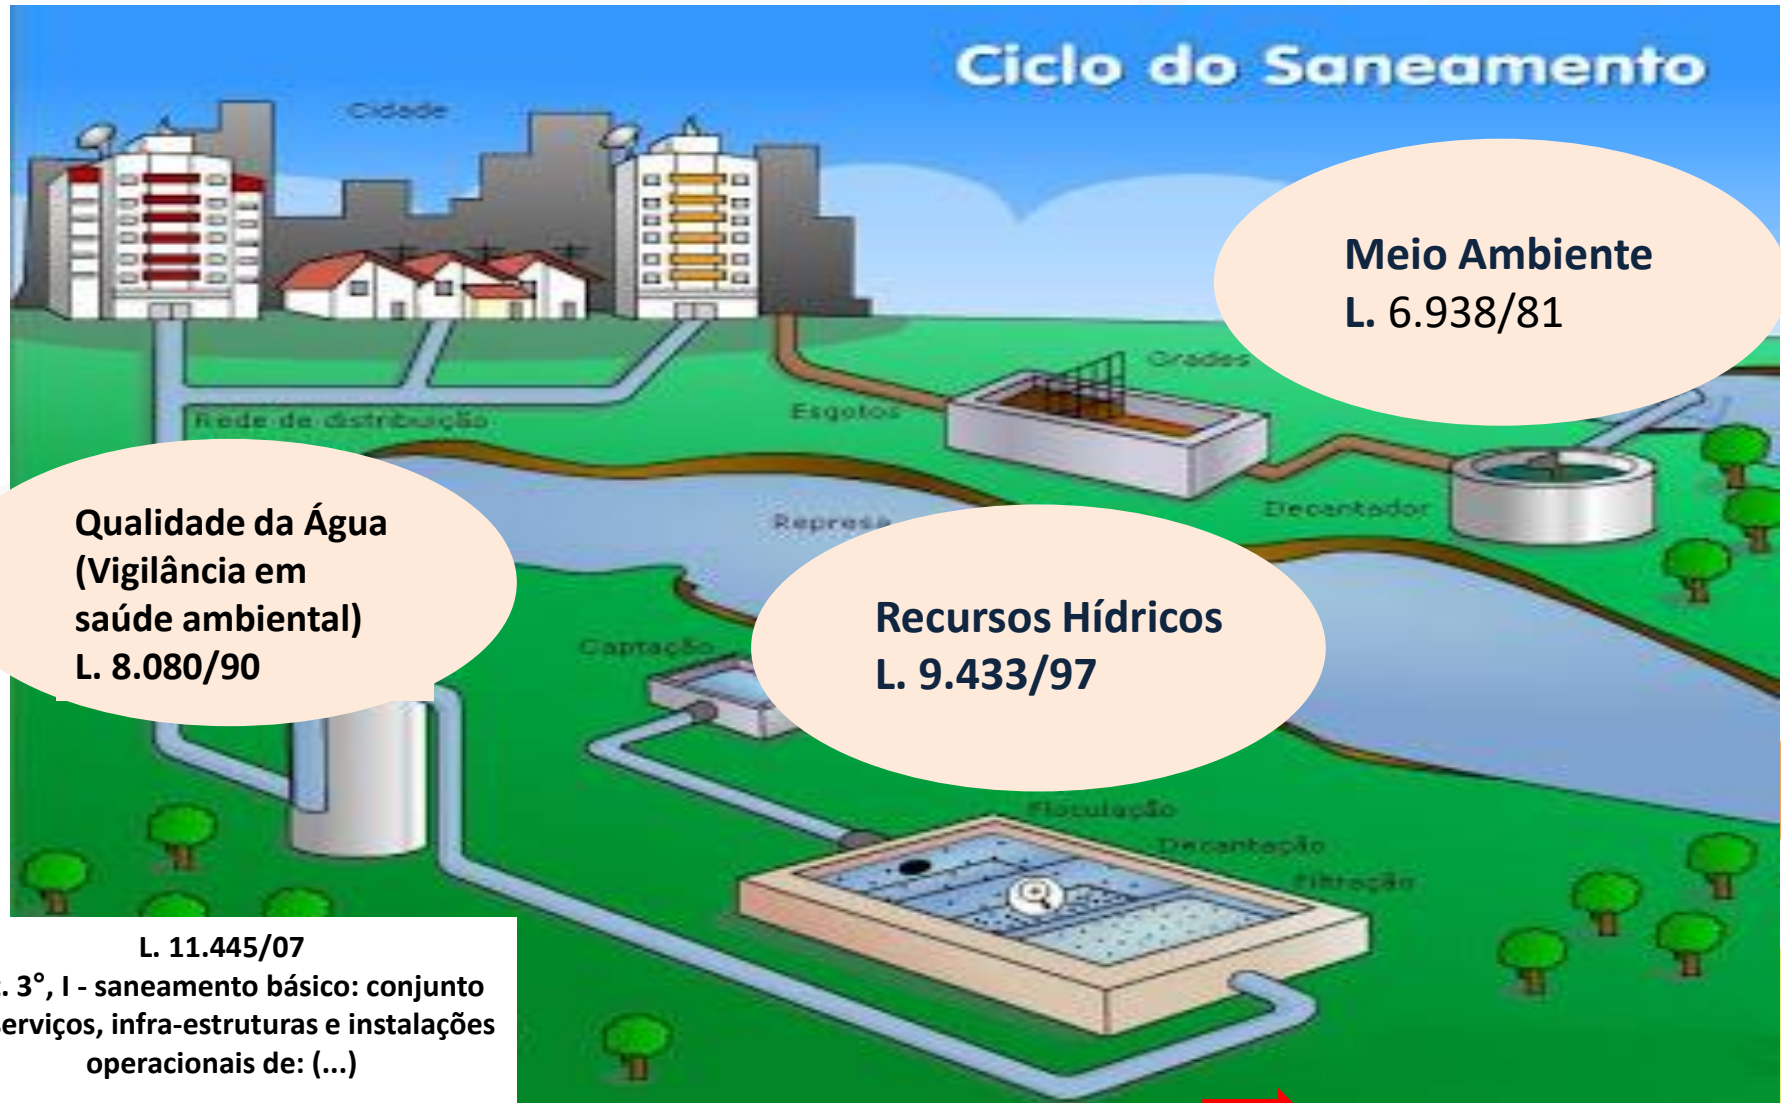 Ciclo do Saneamento
Cidade
Meio Ambiente
L. 6.938/81
Grades
Esgotos
Rede de distribuição
Decantador
Represa
Qualidade da Água
(Vigilância em
saúde ambiental)
L. 8.080/90
Recursos Hídricos
L. 9.433/97
Captação
Floculação
Decantação
Filtração
L. 11.445/07
. 3°, I - saneamento básico: conjunto
serviços, infra-estruturas e instalações
operacionais de: (...)